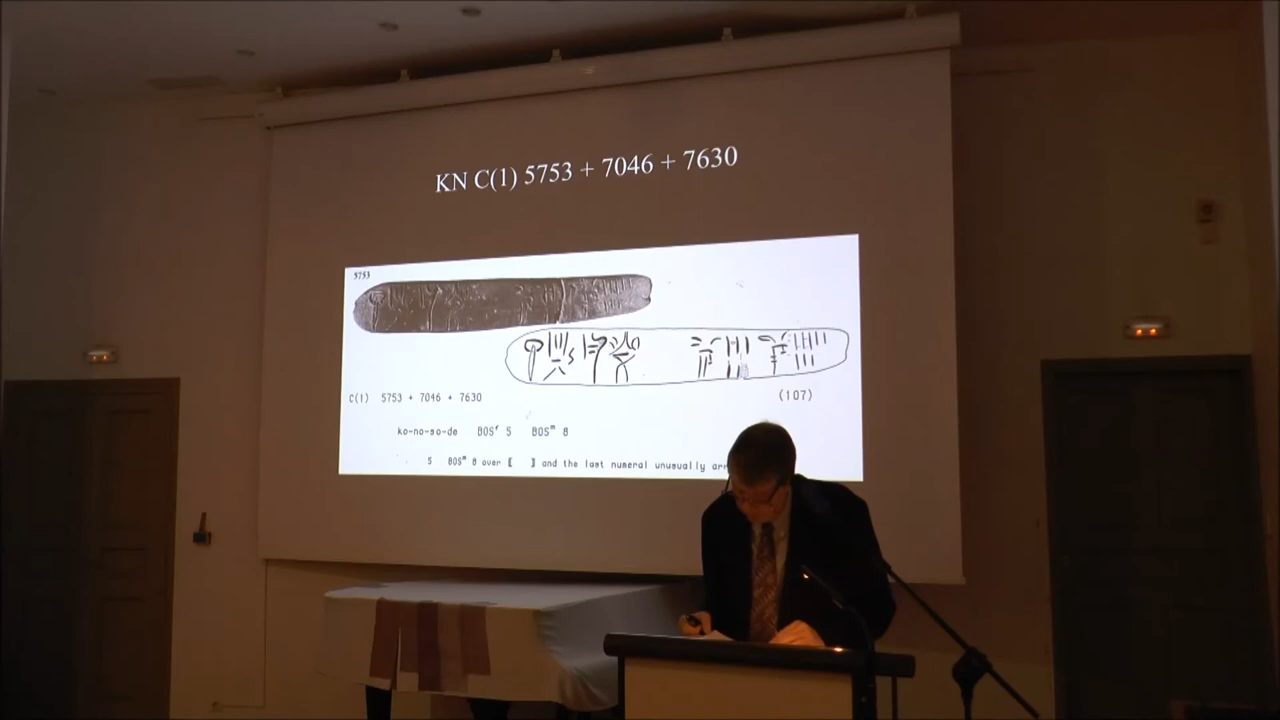 KN C(1) 5753 + 7046 + 7630
5753
C(1) 5753 + 7046 + 7630 (107)
ko-no-so-de BOSᶠ 5 BOSᵐ 8
5 BOSᵐ 8 over ⟦ ⟧ and the last numeral unusually